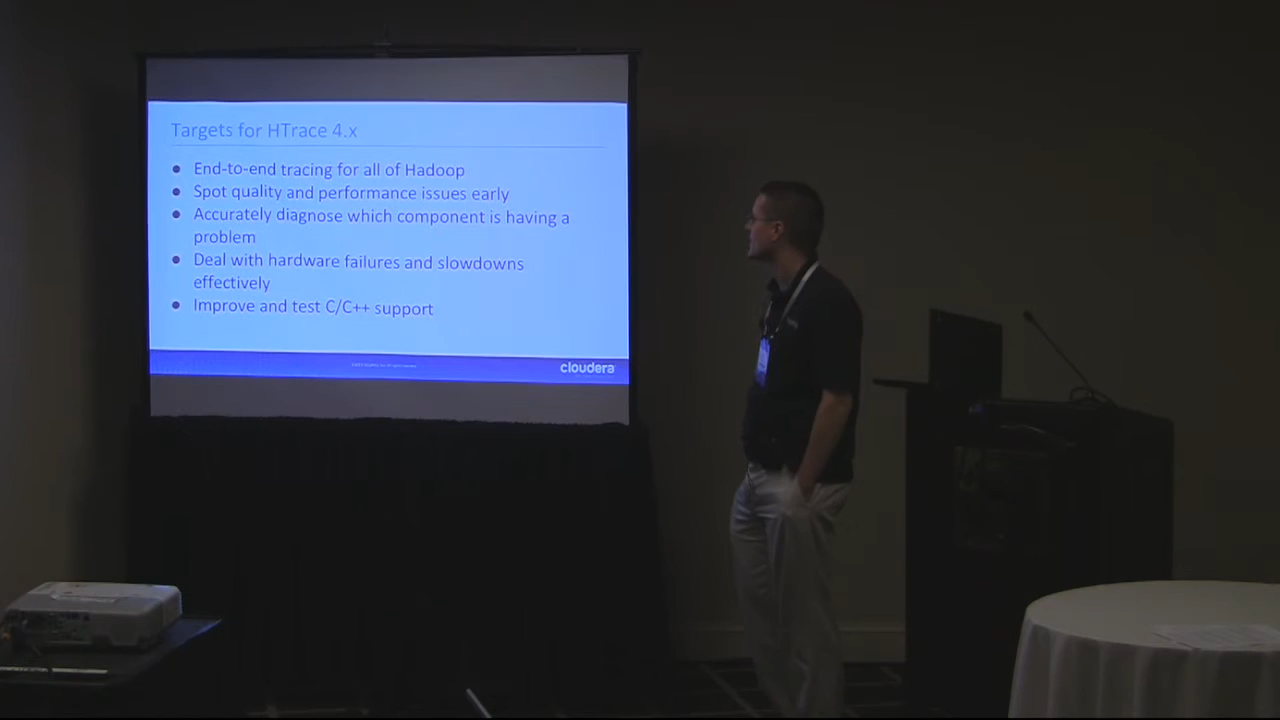 Targets for HTrace 4.x
● End-to-end tracing for all of Hadoop
● Spot quality and performance issues early
● Accurately diagnose which component is having a
problem
● Deal with hardware failures and slowdowns
effectively
● Improve and test C/C++ support
cloudera